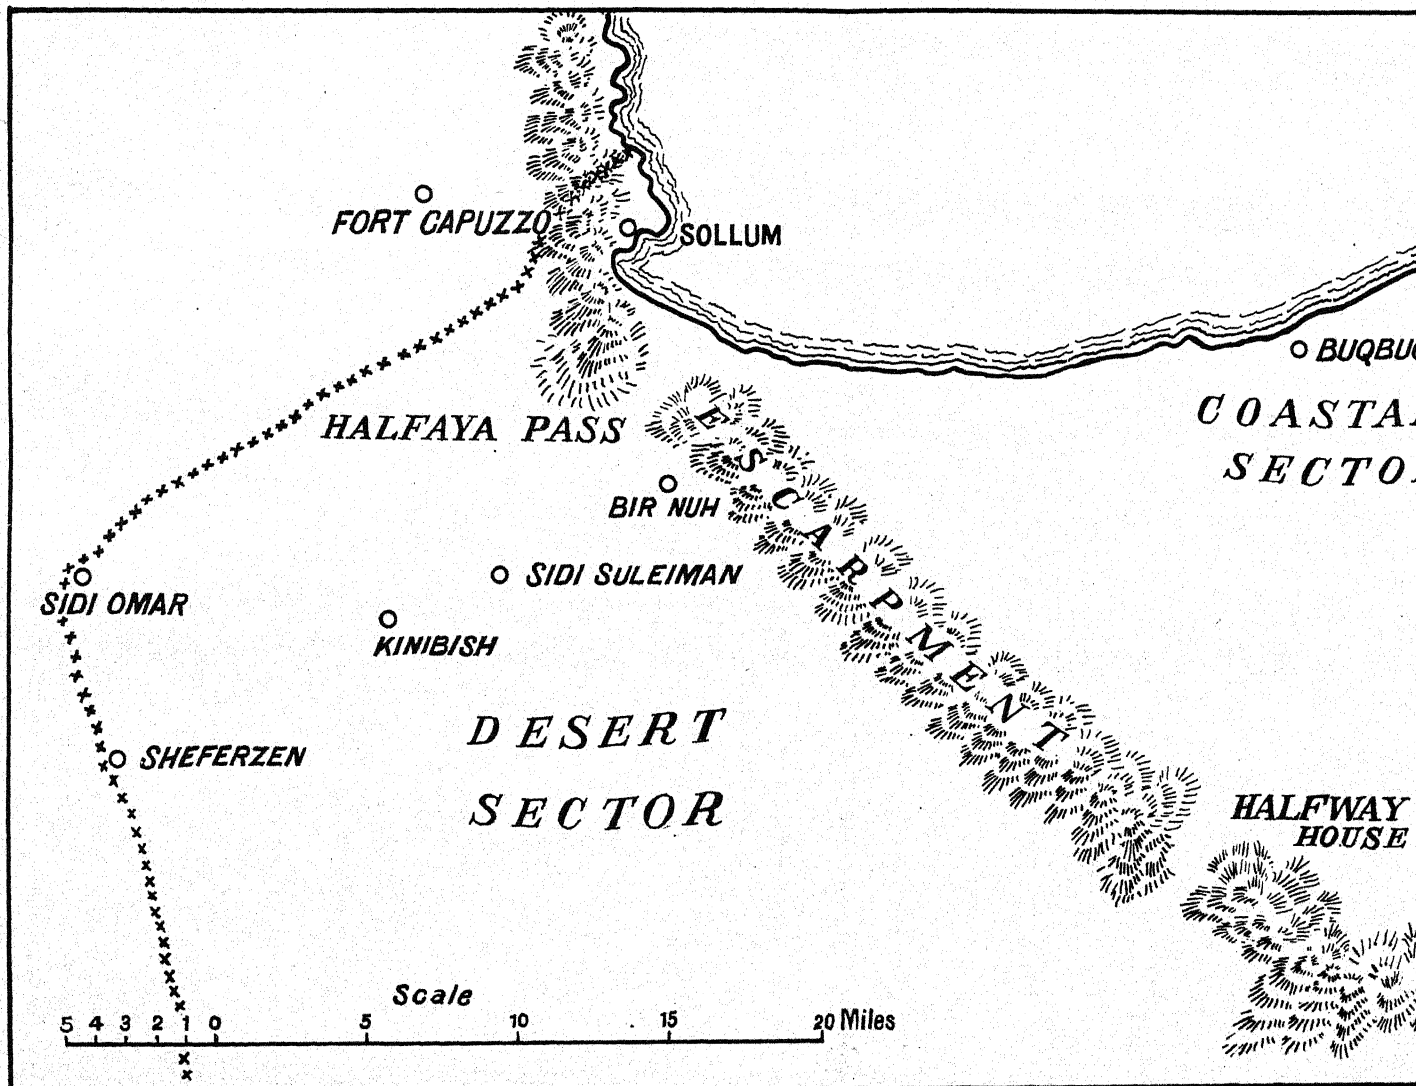 FORT CAPUZZO
SOLLUM
BUQBU
COASTA
SECTO
HALFAYA PASS
ESCARPMENT
BIR NUH
SIDI SULEIMAN
SIDI OMAR
KINIBISH
DESERT
SECTOR
SHEFERZEN
HALFWAY
HOUSE
Scale
5 4 3 2 1 0 5 10 15 20 Miles